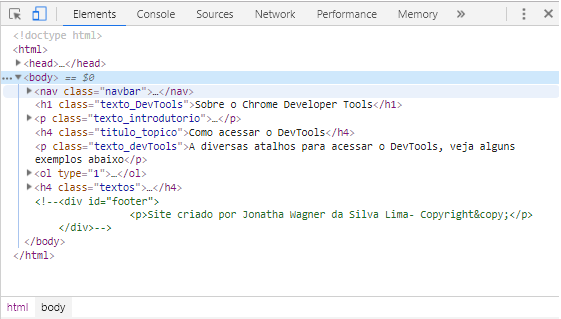 Elements Console Sources Network Performance Memory »
<!doctype html>
<html>
▶<head>…</head>
…▼<body> == $0
▶<nav class="navbar">…</nav>
<h1 class="texto_DevTools">Sobre o Chrome Developer Tools</h1>
▶<p class="texto_introdutorio">…</p>
<h4 class="titulo_topico">Como acessar o DevTools</h4>
<p class="texto_devTools">A diversas atalhos para acessar o DevTools, veja alguns
exemplos abaixo</p>
▶<ol type="1">…</ol>
▶<h4 class="textos">…</h4>
<!--<div id="footer">
<p>Site criado por Jonatha Wagner da Silva Lima- Copyright&copy;</p>
</div>-->
</body>
</html>
html body